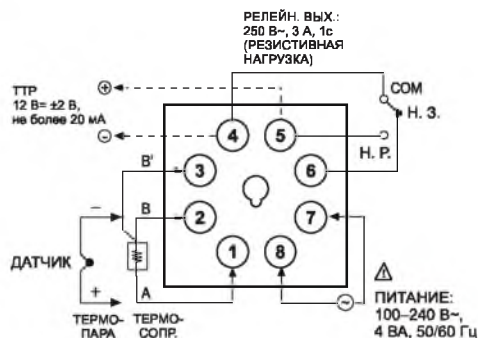 РЕЛЕЙН. ВЫХ.:
250 В~, 3 А, 1с
(РЕЗИСТИВНАЯ
НАГРУЗКА)
ТТР
12 В= ±2 В,
не более 20 мА
+
-
COM
Н. З.
Н. Р.
4
5
3
6
2
7
1
8
B'
B
A
−
ДАТЧИК
+
ТЕРМО-
ПАРА
ТЕРМО-
СОПР.
~
ПИТАНИЕ:
100–240 В~,
4 ВА, 50/60 Гц